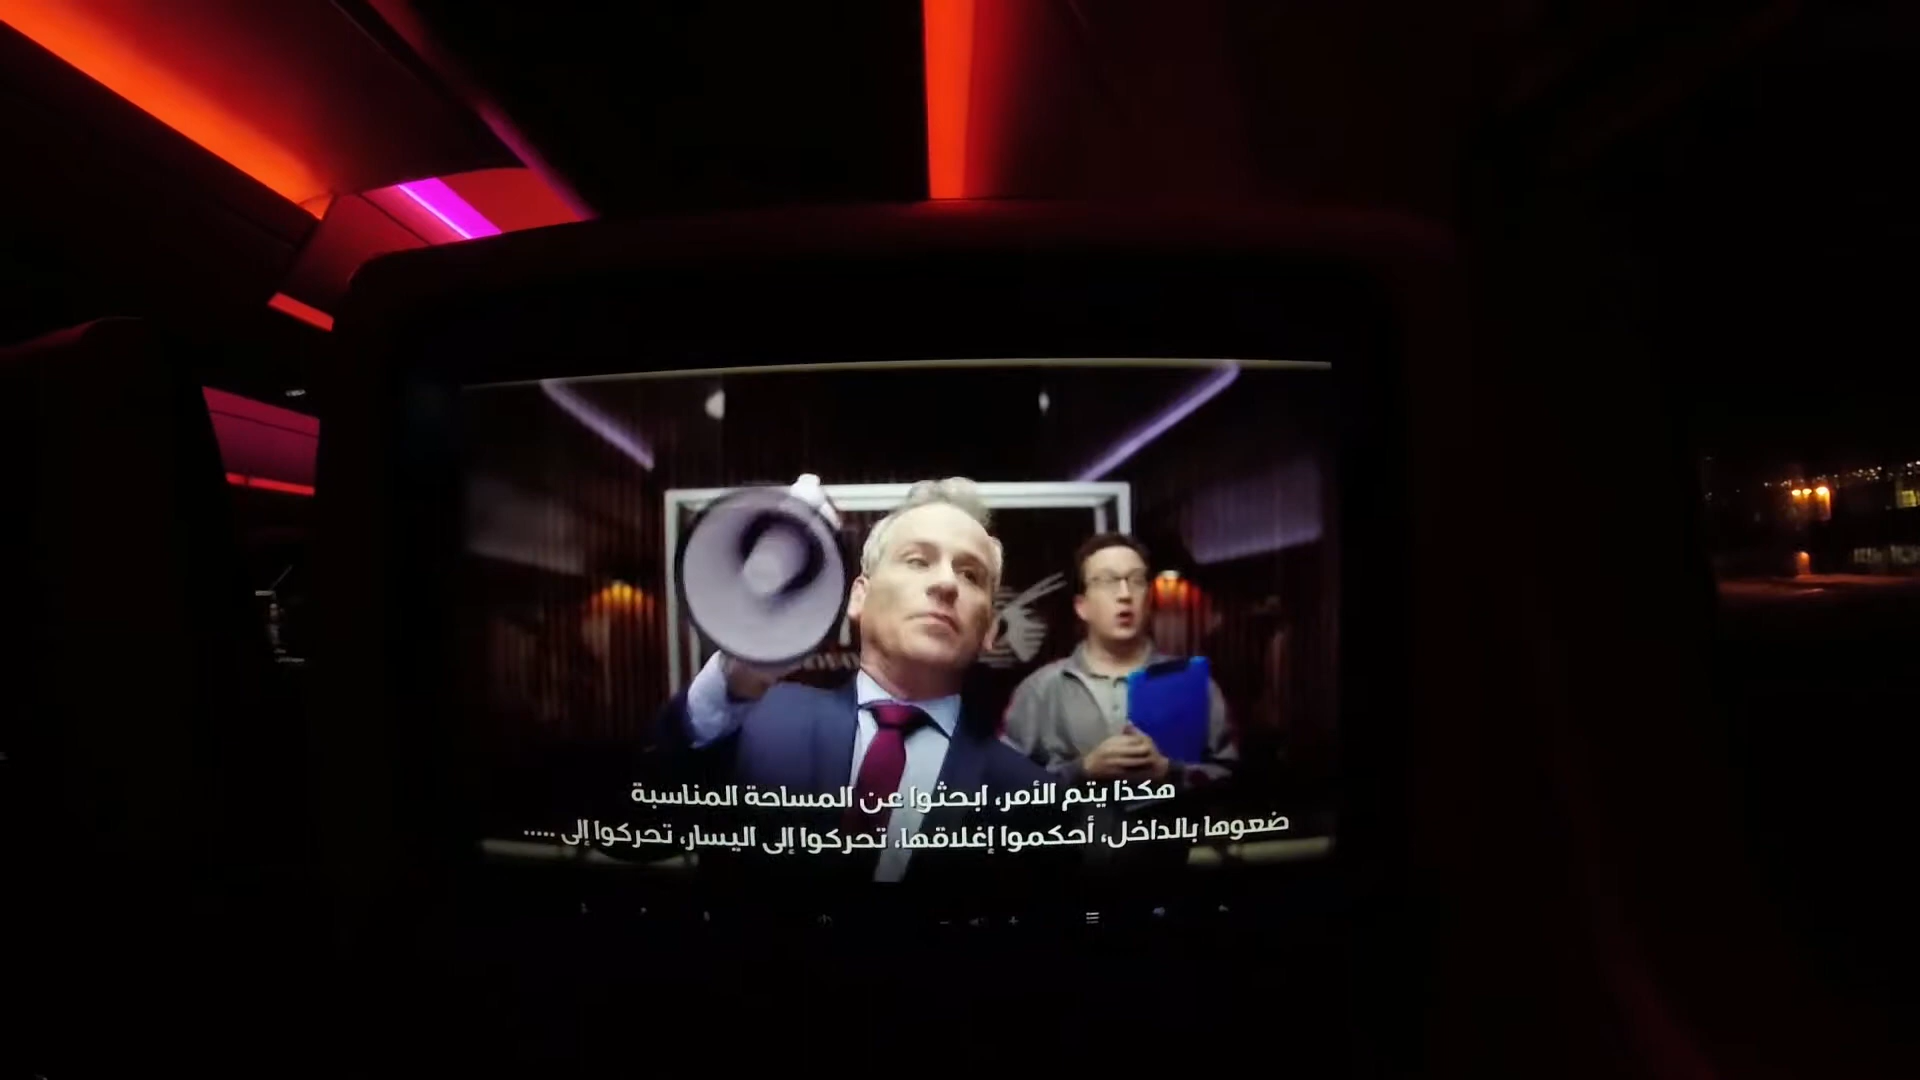 هكذا يتم الأمر، ابحثوا عن المساحة المناسبة
ضعوها بالداخل، أحكموا إغلاقها، تحركوا إلى اليسار، تحركوا إلى .....